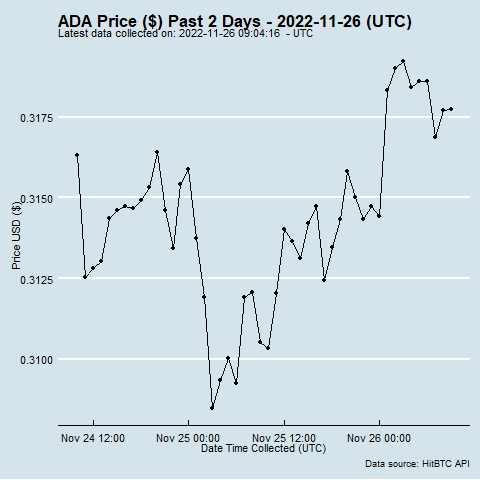 ADA Price ($) Past 2 Days - 2022-11-26 (UTC)
Latest data collected on: 2022-11-26 09:04:16 - UTC
0.3175
0.3150
0.3125
0.3100
Price USD ($)
Nov 24 12:00
Nov 25 00:00
Nov 25 12:00
Nov 26 00:00
Date Time Collected (UTC)
Data source: HitBTC API